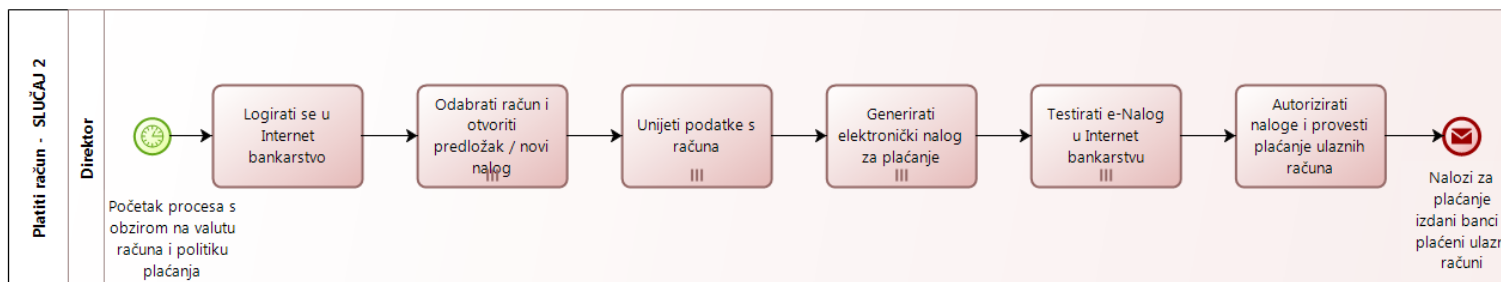 Platiti račun -  SLUČAJ 2
Direktor
Početak procesa s
obzirom na valutu
računa i politiku
plaćanja
Logirati se u
Internet
bankarstvo
Odabrati račun i
otvoriti
predložak / novi
nalog
Unijeti podatke s
računa
Generirati
elektronički nalog
za plaćanje
Testirati e-Nalog
u Internet
bankarstvu
Autorizirati
naloge i provesti
plaćanje ulaznih
računa
Nalozi za
plaćanje
izdani banci
plaćeni ulazn
računi